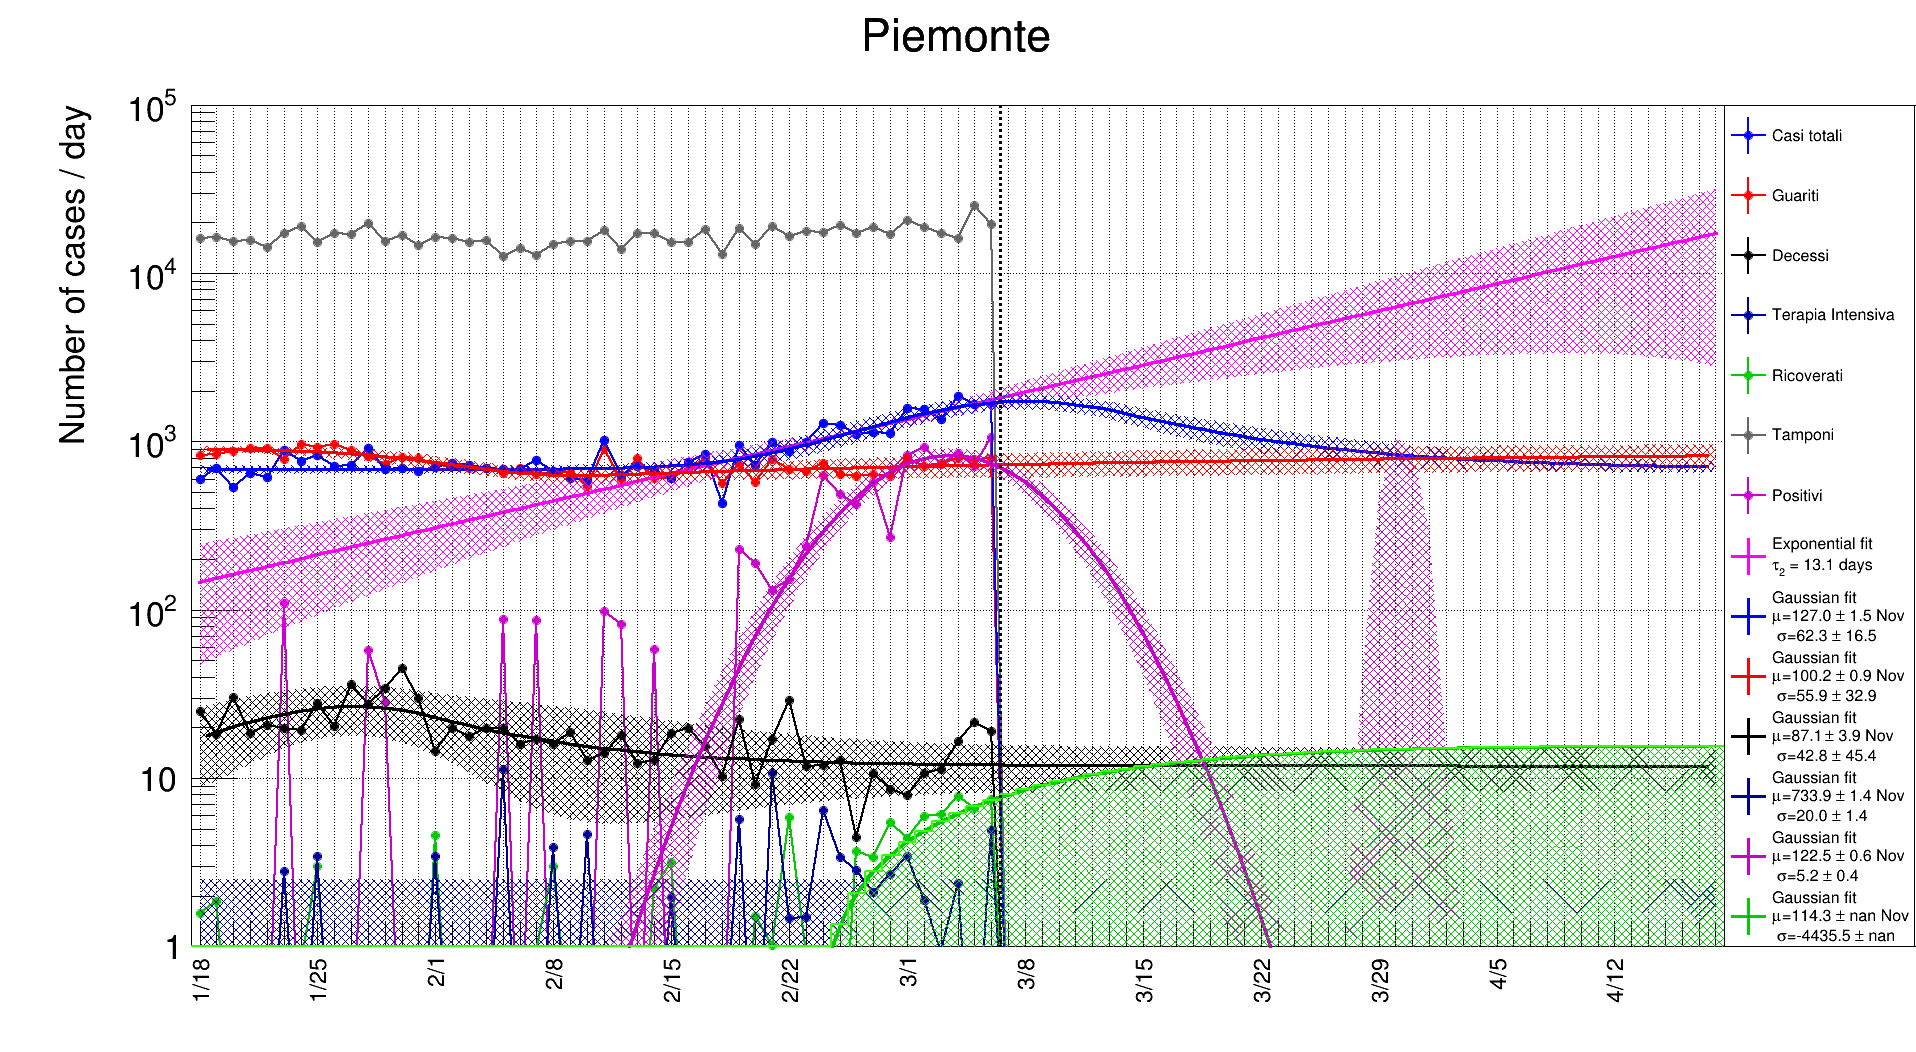 Piemonte
Number of cases / day
10^5
10^4
10^3
10^2
10
1
1/18
1/25
2/1
2/8
2/15
2/22
3/1
3/8
3/15
3/22
3/29
4/5
4/12
Casi totali
Guariti
Decessi
Terapia Intensiva
Ricoverati
Tamponi
Positivi
Exponential fit
τ₂ = 13.1 days
Gaussian fit
μ=127.0 ± 1.5 Nov
σ=62.3 ± 16.5
Gaussian fit
μ=100.2 ± 0.9 Nov
σ=55.9 ± 32.9
Gaussian fit
μ=87.1 ± 3.9 Nov
σ=42.8 ± 45.4
Gaussian fit
μ=733.9 ± 1.4 Nov
σ=20.0 ± 1.4
Gaussian fit
μ=122.5 ± 0.6 Nov
σ=5.2 ± 0.4
Gaussian fit
μ=114.3 ± nan Nov
σ=-4435.5 ± nan